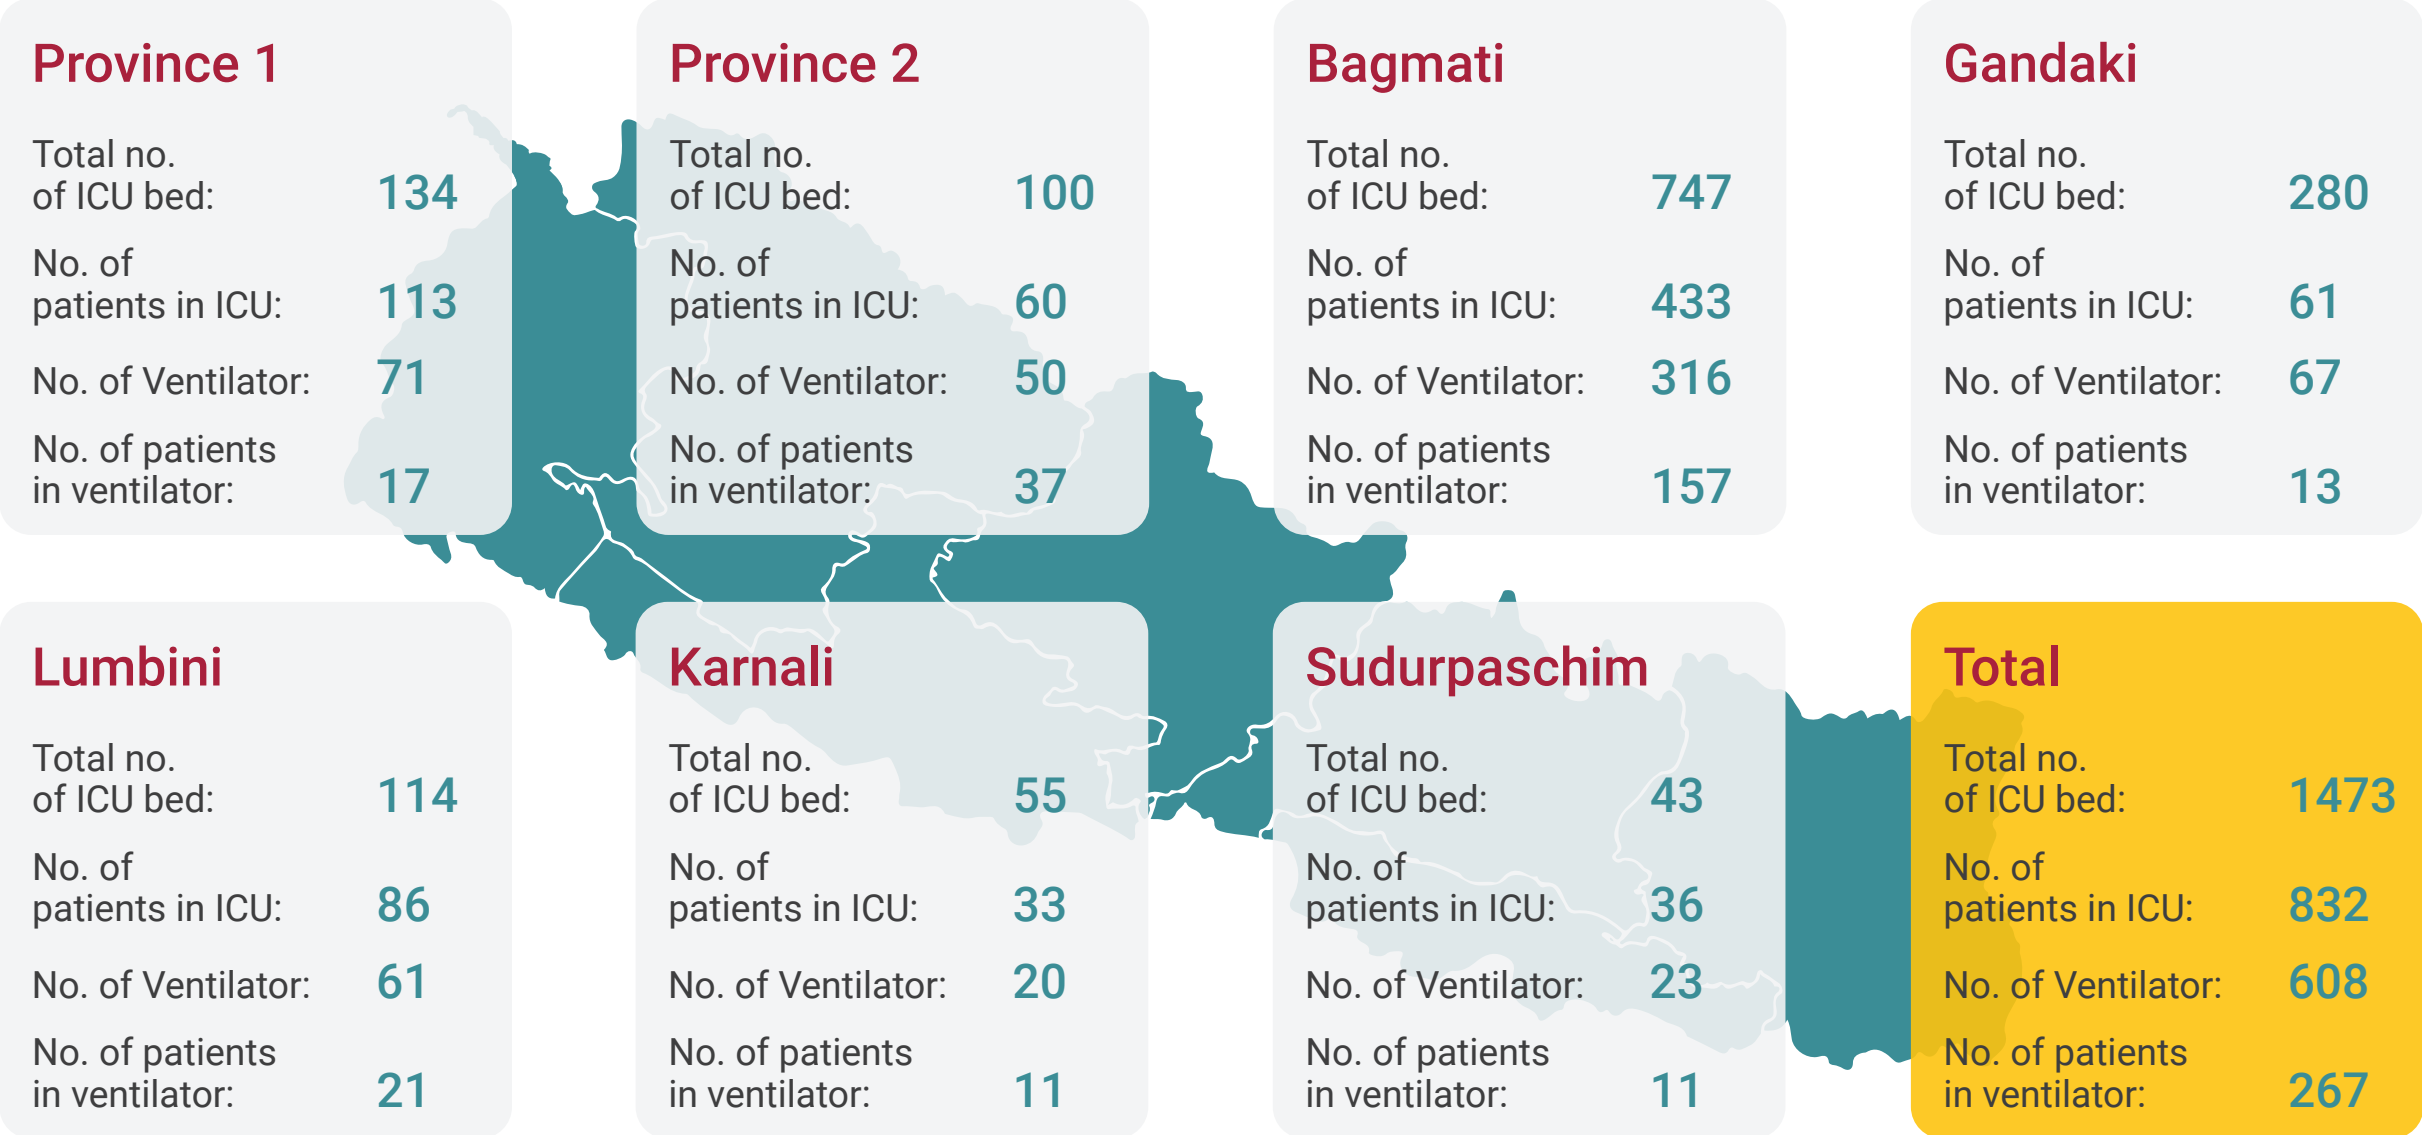 Province 1
Total no.
of ICU bed: 134
No. of
patients in ICU: 113
No. of Ventilator: 71
No. of patients
in ventilator: 17
Province 2
Total no.
of ICU bed: 100
No. of
patients in ICU: 60
No. of Ventilator: 50
No. of patients
in ventilator: 37
Bagmati
Total no.
of ICU bed: 747
No. of
patients in ICU: 433
No. of Ventilator: 316
No. of patients
in ventilator: 157
Gandaki
Total no.
of ICU bed: 280
No. of
patients in ICU: 61
No. of Ventilator: 67
No. of patients
in ventilator: 13
Lumbini
Total no.
of ICU bed: 114
No. of
patients in ICU: 86
No. of Ventilator: 61
No. of patients
in ventilator: 21
Karnali
Total no.
of ICU bed: 55
No. of
patients in ICU: 33
No. of Ventilator: 20
No. of patients
in ventilator: 11
Sudurpaschim
Total no.
of ICU bed: 43
No. of
patients in ICU: 36
No. of Ventilator: 23
No. of patients
in ventilator: 11
Total
Total no.
of ICU bed: 1473
No. of
patients in ICU: 832
No. of Ventilator: 608
No. of patients
in ventilator: 267